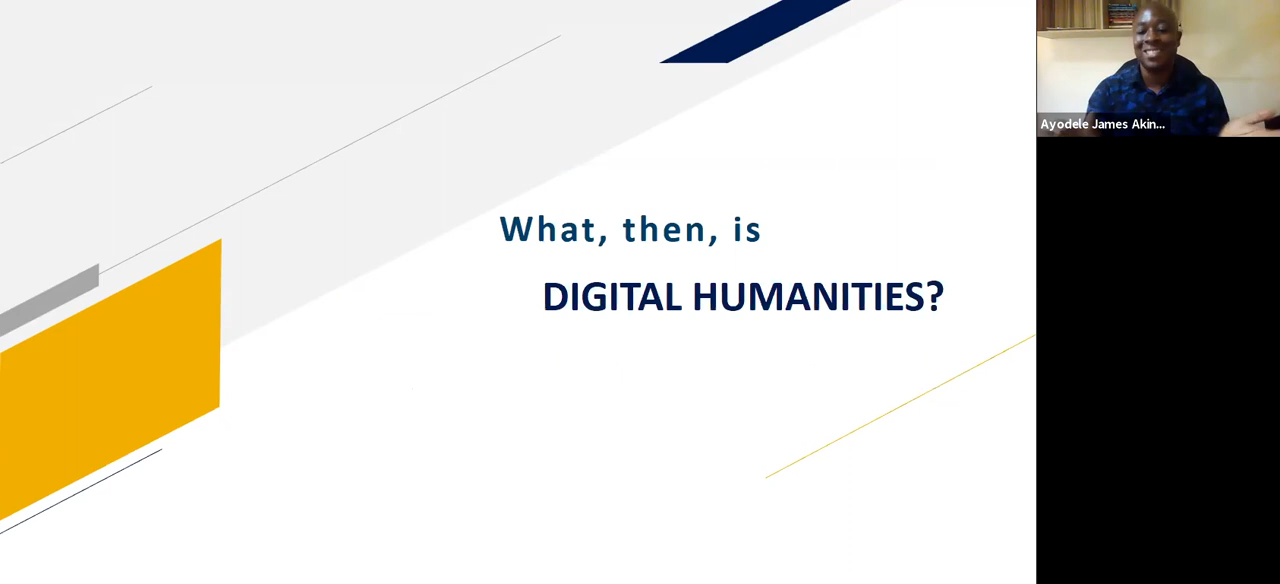 What, then, is
DIGITAL HUMANITIES?
Ayodele James Akin...